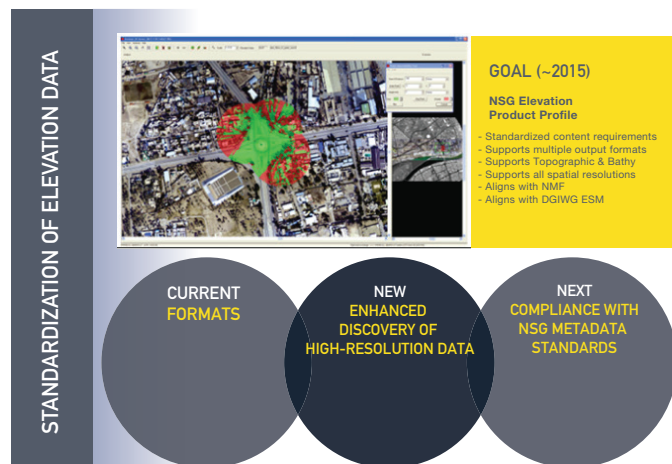 STANDARDIZATION OF ELEVATION DATA
GOAL (~2015)
NSG Elevation
Product Profile
- Standardized content requirements
- Supports multiple output formats
- Supports Topographic & Bathy
- Supports all spatial resolutions
- Aligns with NMF
- Aligns with DGIWG ESM
CURRENT
FORMATS
NEW
ENHANCED
DISCOVERY OF
HIGH-RESOLUTION DATA
NEXT
COMPLIANCE WITH
NSG METADATA
STANDARDS